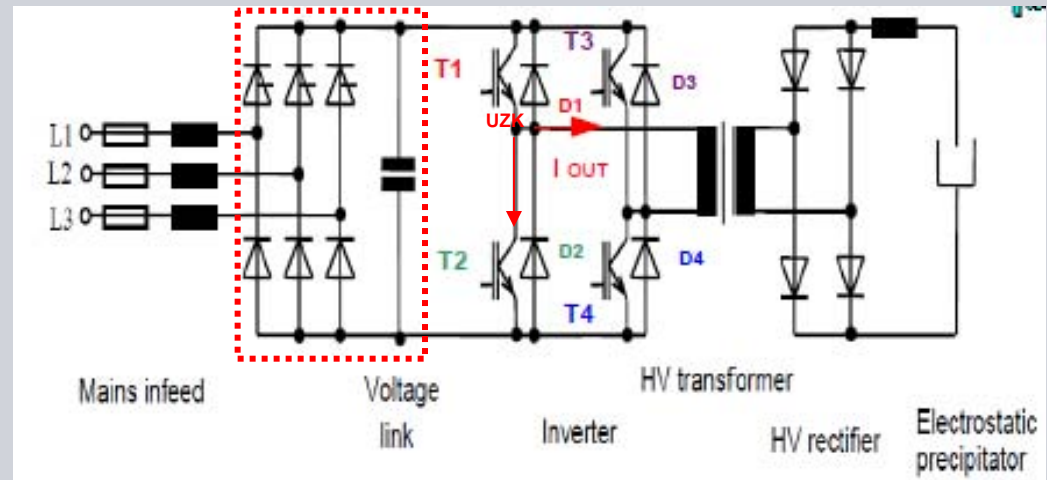 T3
T1
D3
D1
UZK
L1
I OUT
L2
L3
T2
D2
D4
T4
Mains infeed
Voltage
link
Inverter
HV transformer
HV rectifier
Electrostatic
precipitator